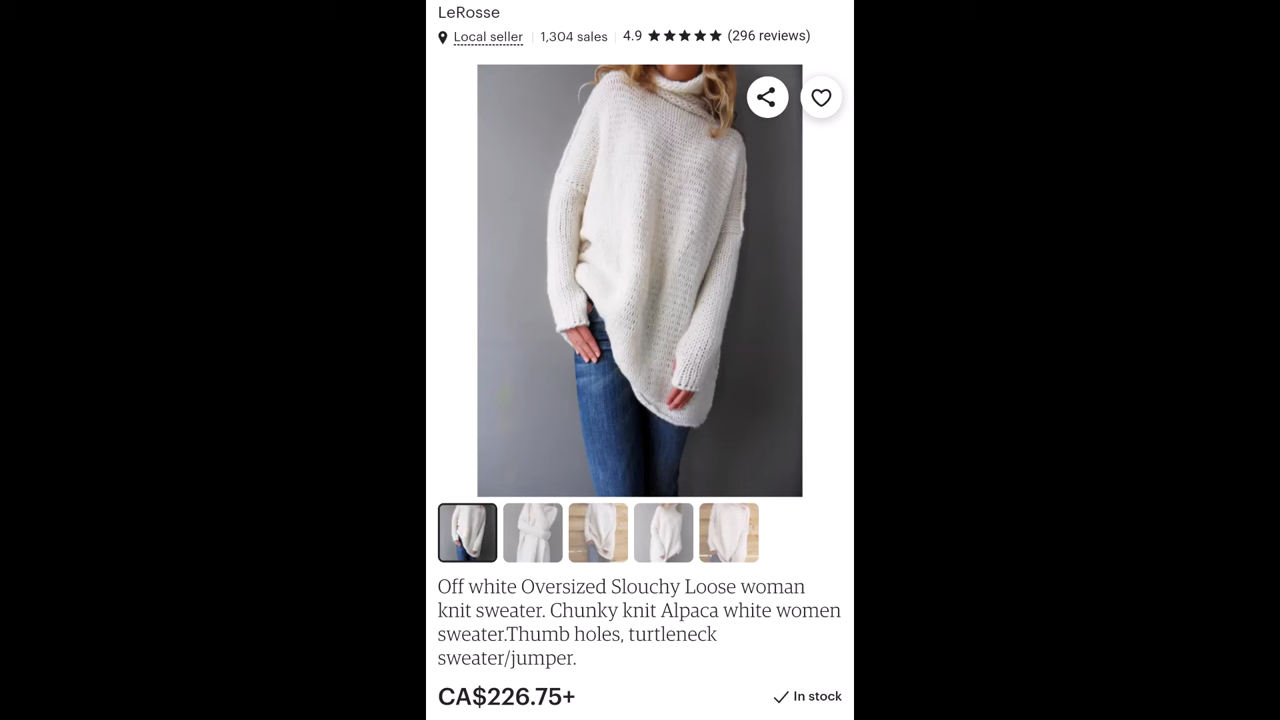 LeRosse
Local seller 1,304 sales 4.9 ★★★★★ (296 reviews)
Off white Oversized Slouchy Loose woman
knit sweater. Chunky knit Alpaca white women
sweater.Thumb holes, turtleneck
sweater/jumper.
CA$226.75+ In stock